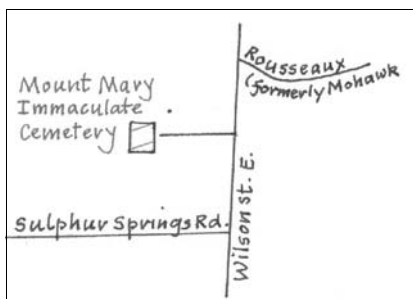 Rousseaux
(formerly Mohawk
Mount Mary
Immaculate
Cemetery
Sulphur Springs Rd.
Wilson st. E.